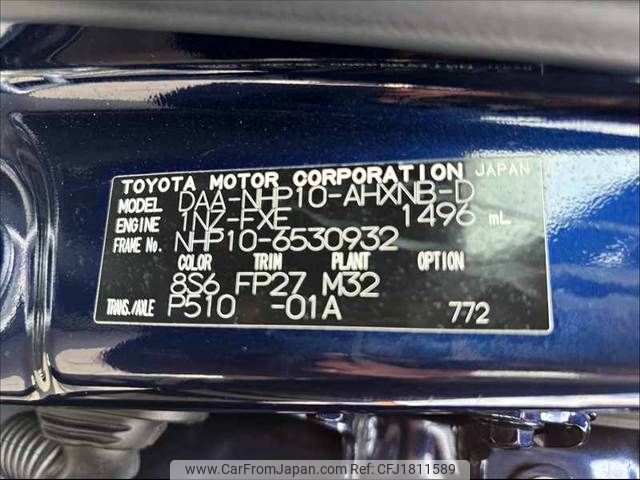 TOYOTA MOTOR CORPORATION JAPAN
MODEL DAA-NHP10-AHXNB-D
ENGINE 1NZ-FXE 1496 mL
FRAME No. NHP10-6530932
COLOR TRIM PLANT OPTION
8S6 FP27 M32
TRANS./AXLE P510 -01A 772
www.CarFromJapan.com | Ref No: CFJ1811589